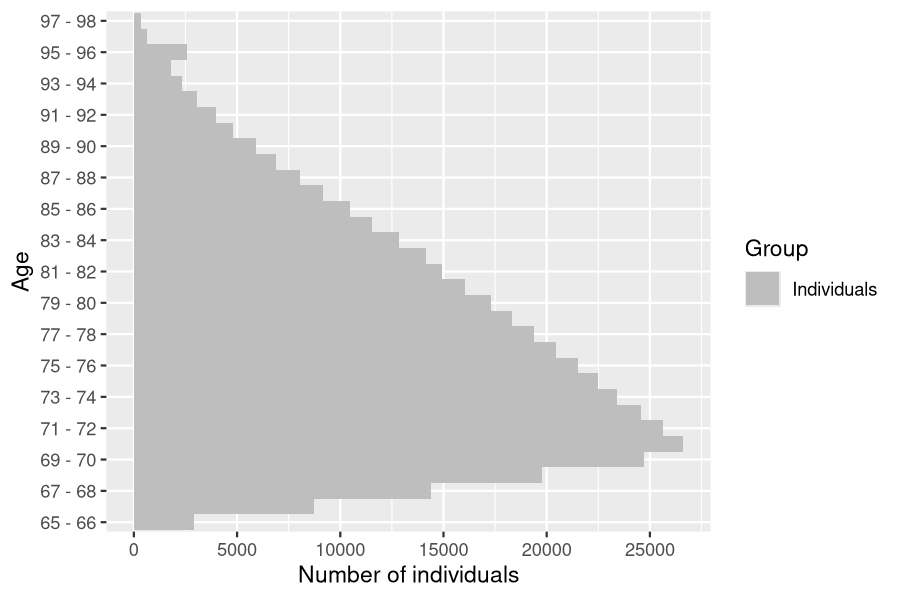 97 - 98
95 - 96
93 - 94
91 - 92
89 - 90
87 - 88
85 - 86
83 - 84
81 - 82
79 - 80
77 - 78
75 - 76
73 - 74
71 - 72
69 - 70
67 - 68
65 - 66
Age
0 5000 10000 15000 20000 25000
Number of individuals
Group
Individuals